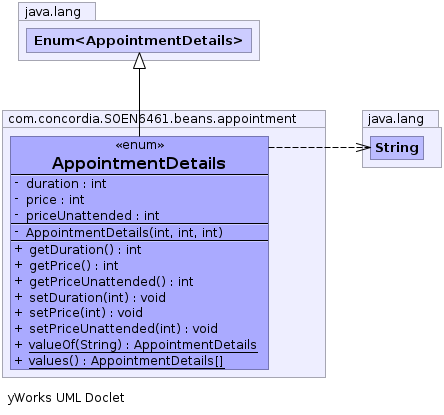 java.lang
Enum<AppointmentDetails>
com.concordia.SOEN6461.beans.appointment
java.lang
«enum»
AppointmentDetails
String
- duration : int
- price : int
- priceUnattended : int
- AppointmentDetails(int, int, int)
+ getDuration() : int
+ getPrice() : int
+ getPriceUnattended() : int
+ setDuration(int) : void
+ setPrice(int) : void
+ setPriceUnattended(int) : void
+ valueOf(String) : AppointmentDetails
+ values() : AppointmentDetails[]
yWorks UML Doclet